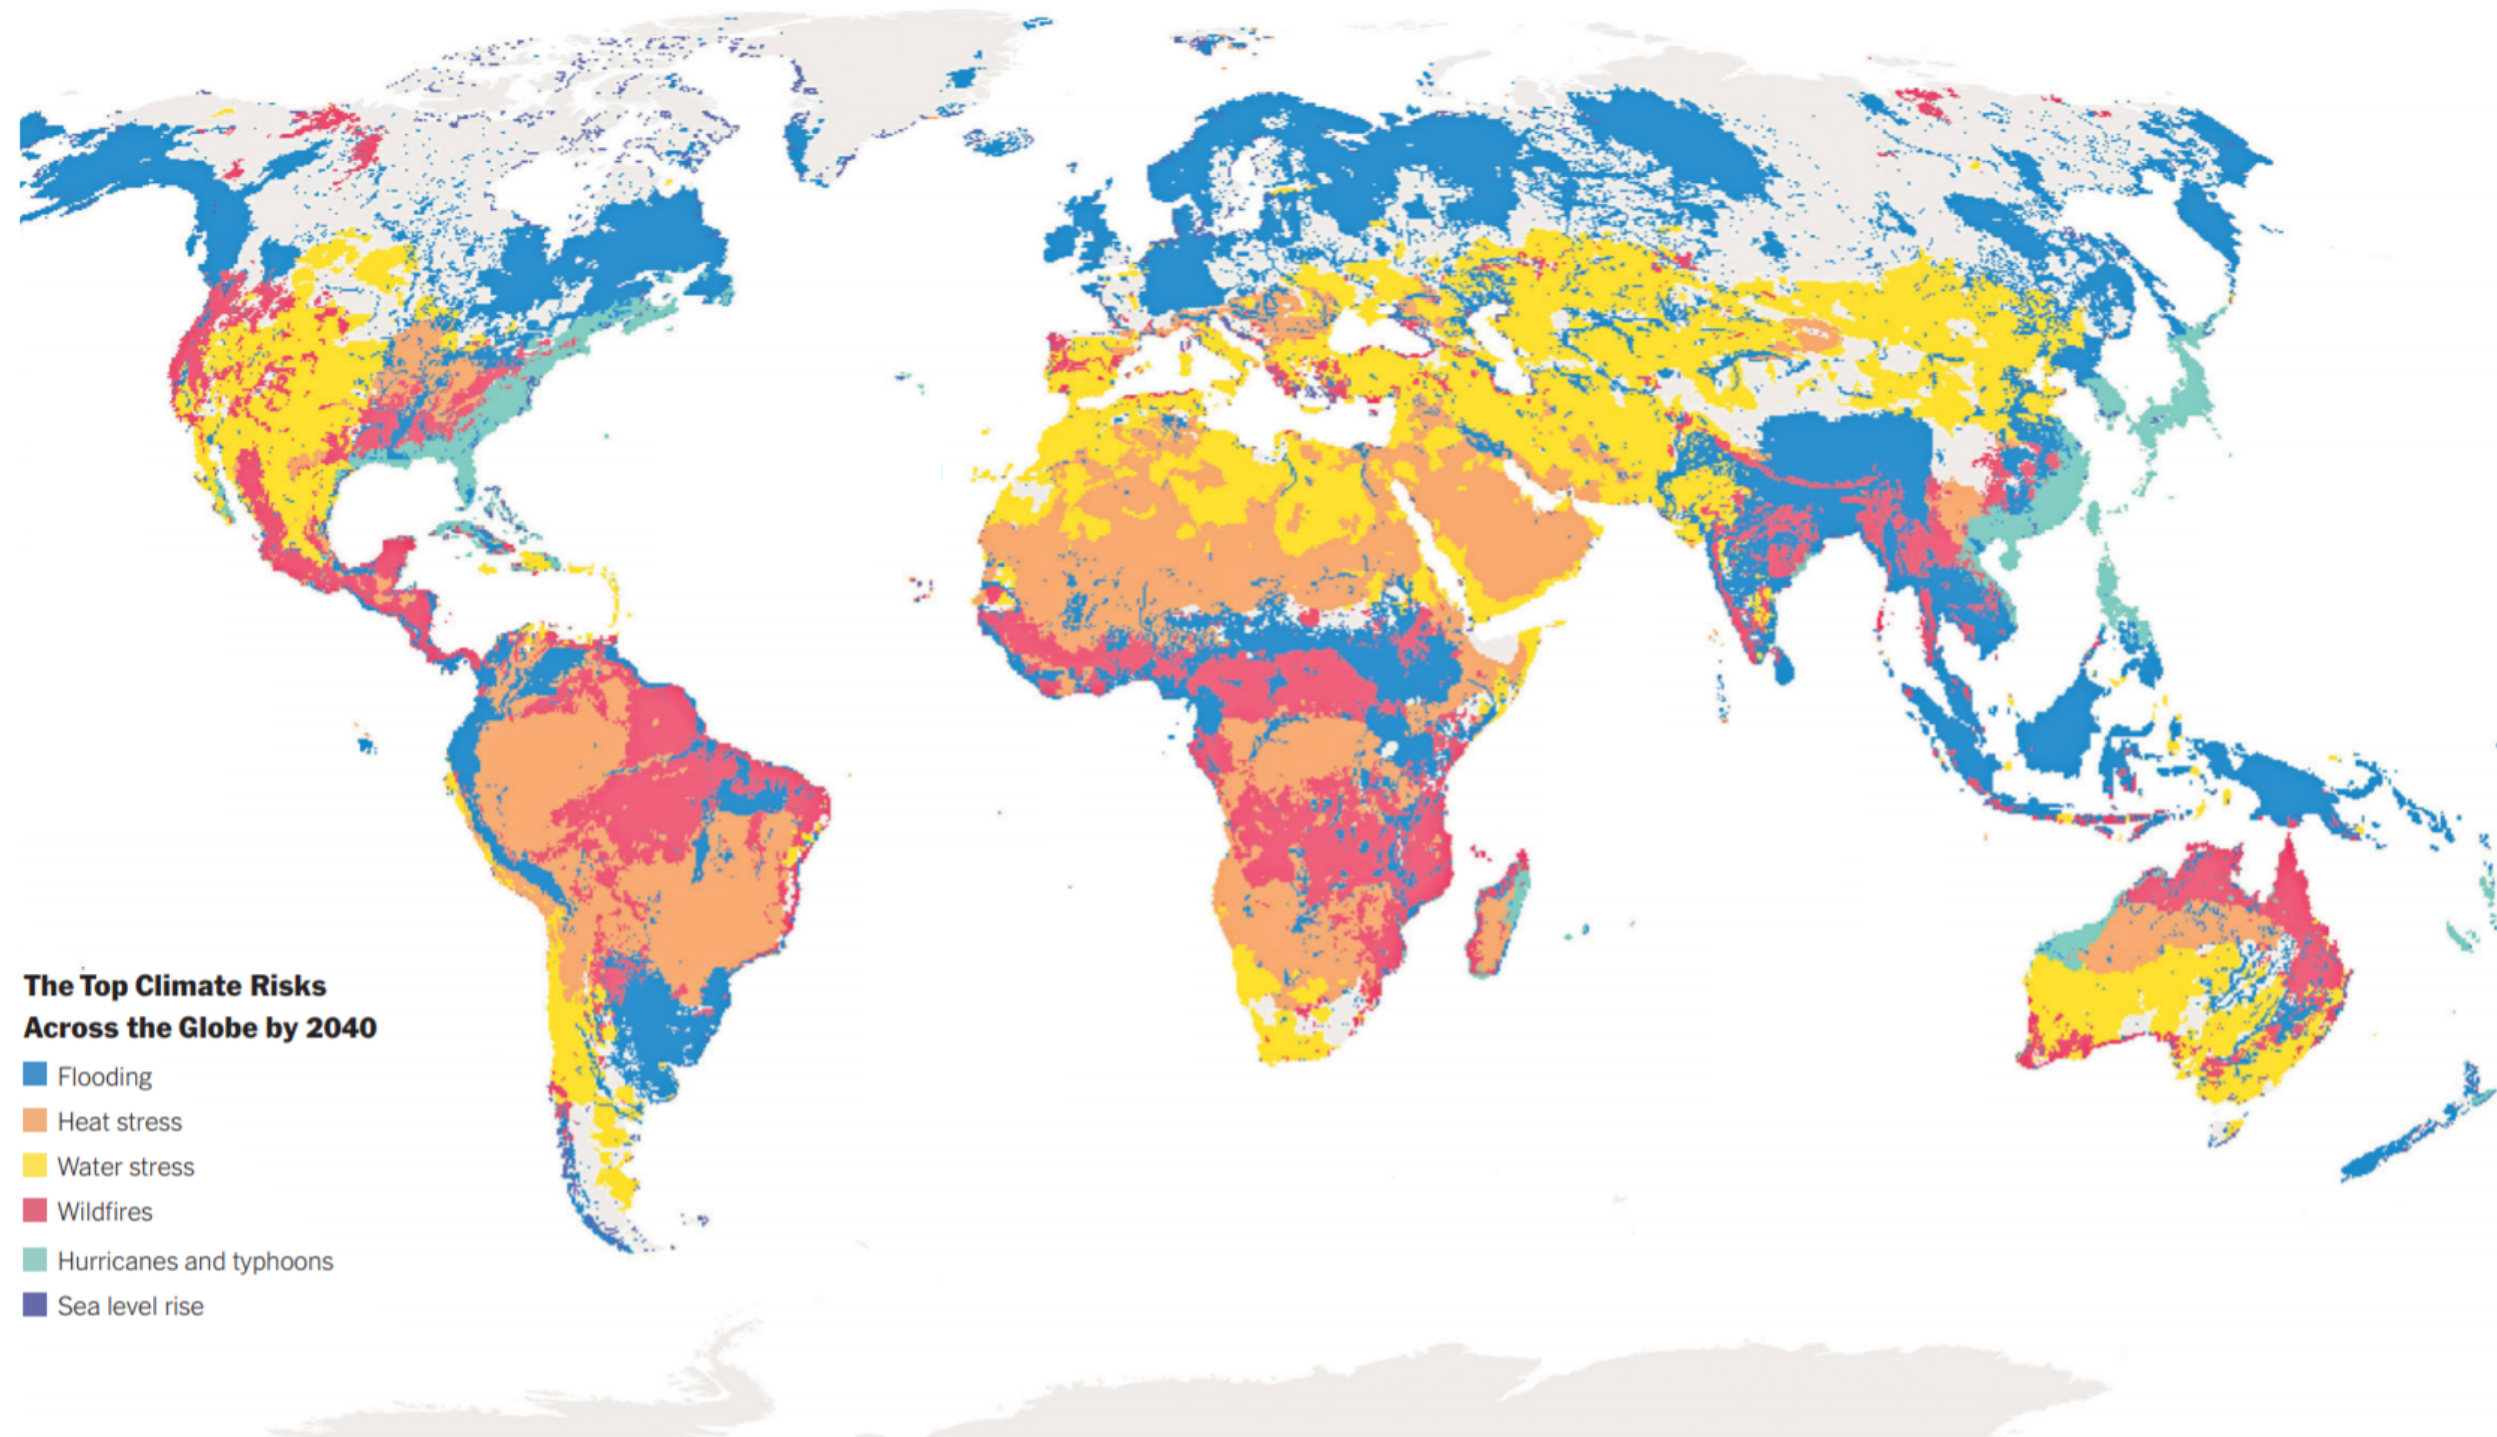 The Top Climate Risks
Across the Globe by 2040
Flooding
Heat stress
Water stress
Wildfires
Hurricanes and typhoons
Sea level rise